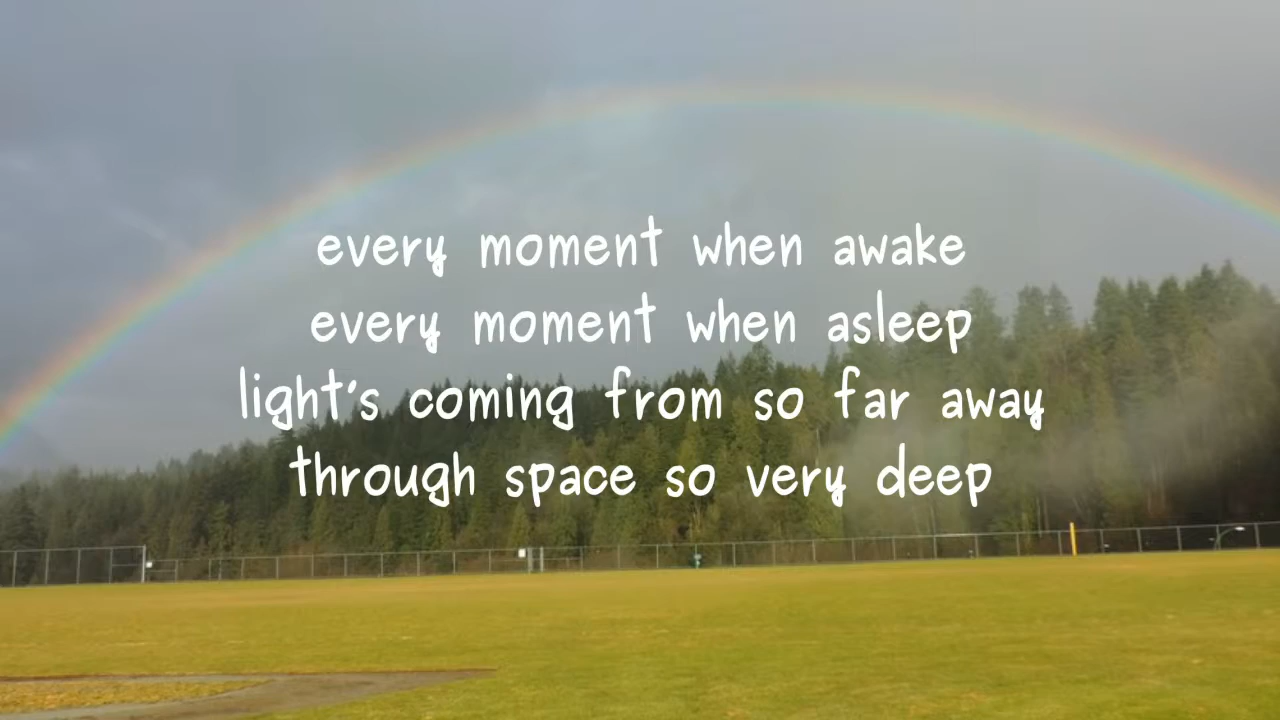 every moment when awake
every moment when asleep
light's coming from so far away
through space so very deep